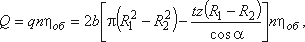 Q = qnη_об = 2b[π(R₁² − R₂²) − tz(R₁ − R₂)/cos α]nη_об ,